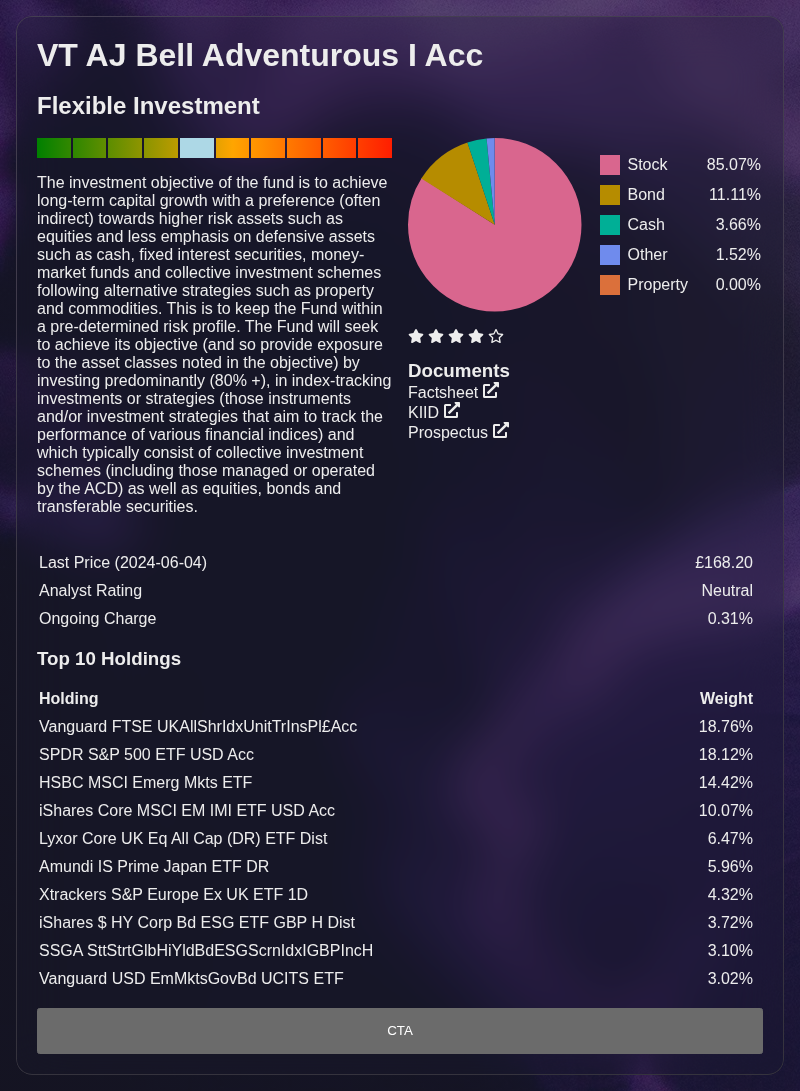 VT AJ Bell Adventurous I Acc
Flexible Investment
The investment objective of the fund is to achieve
long-term capital growth with a preference (often
indirect) towards higher risk assets such as
equities and less emphasis on defensive assets
such as cash, fixed interest securities, money-
market funds and collective investment schemes
following alternative strategies such as property
and commodities. This is to keep the Fund within
a pre-determined risk profile. The Fund will seek
to achieve its objective (and so provide exposure
to the asset classes noted in the objective) by
investing predominantly (80% +), in index-tracking
investments or strategies (those instruments
and/or investment strategies that aim to track the
performance of various financial indices) and
which typically consist of collective investment
schemes (including those managed or operated
by the ACD) as well as equities, bonds and
transferable securities.
Stock 85.07%
Bond 11.11%
Cash 3.66%
Other 1.52%
Property 0.00%
Documents
Factsheet
KIID
Prospectus
Last Price (2024-06-04) £168.20
Analyst Rating Neutral
Ongoing Charge 0.31%
Top 10 Holdings
Holding Weight
Vanguard FTSE UKAllShrIdxUnitTrInsPl£Acc 18.76%
SPDR S&P 500 ETF USD Acc 18.12%
HSBC MSCI Emerg Mkts ETF 14.42%
iShares Core MSCI EM IMI ETF USD Acc 10.07%
Lyxor Core UK Eq All Cap (DR) ETF Dist 6.47%
Amundi IS Prime Japan ETF DR 5.96%
Xtrackers S&P Europe Ex UK ETF 1D 4.32%
iShares $ HY Corp Bd ESG ETF GBP H Dist 3.72%
SSGA SttStrtGlbHiYldBdESGScrnIdxIGBPIncH 3.10%
Vanguard USD EmMktsGovBd UCITS ETF 3.02%
CTA